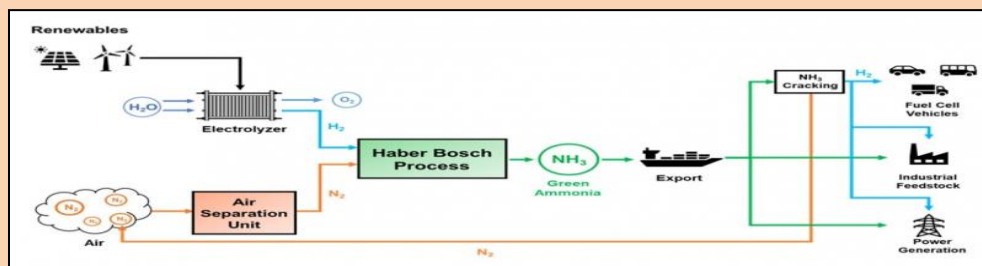 Renewables
H₂O
O₂
Electrolyzer
H₂
Haber Bosch
Process
NH₃
Green
Ammonia
Export
NH₃
Cracking
H₂
Fuel Cell
Vehicles
Industrial
Feedstock
Power
Generation
N₂
N₂
N₂
N₂
Air
Air
Separation
Unit
N₂
N₂